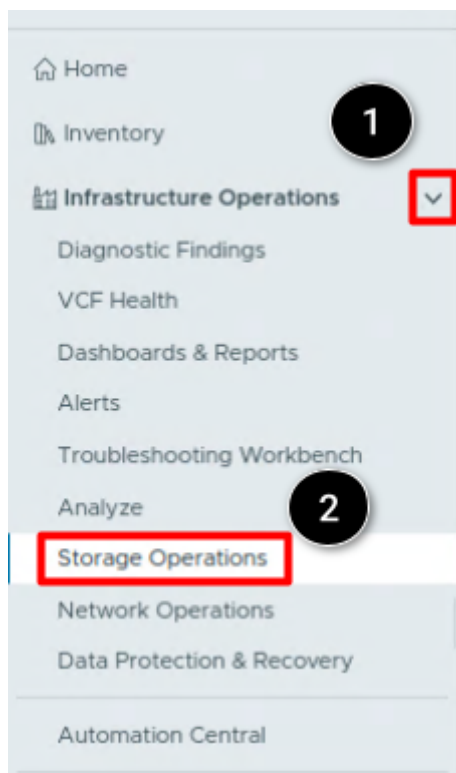 Home
1
Inventory
Infrastructure Operations
Diagnostic Findings
VCF Health
Dashboards & Reports
Alerts
Troubleshooting Workbench
Analyze
2
Storage Operations
Network Operations
Data Protection & Recovery
Automation Central